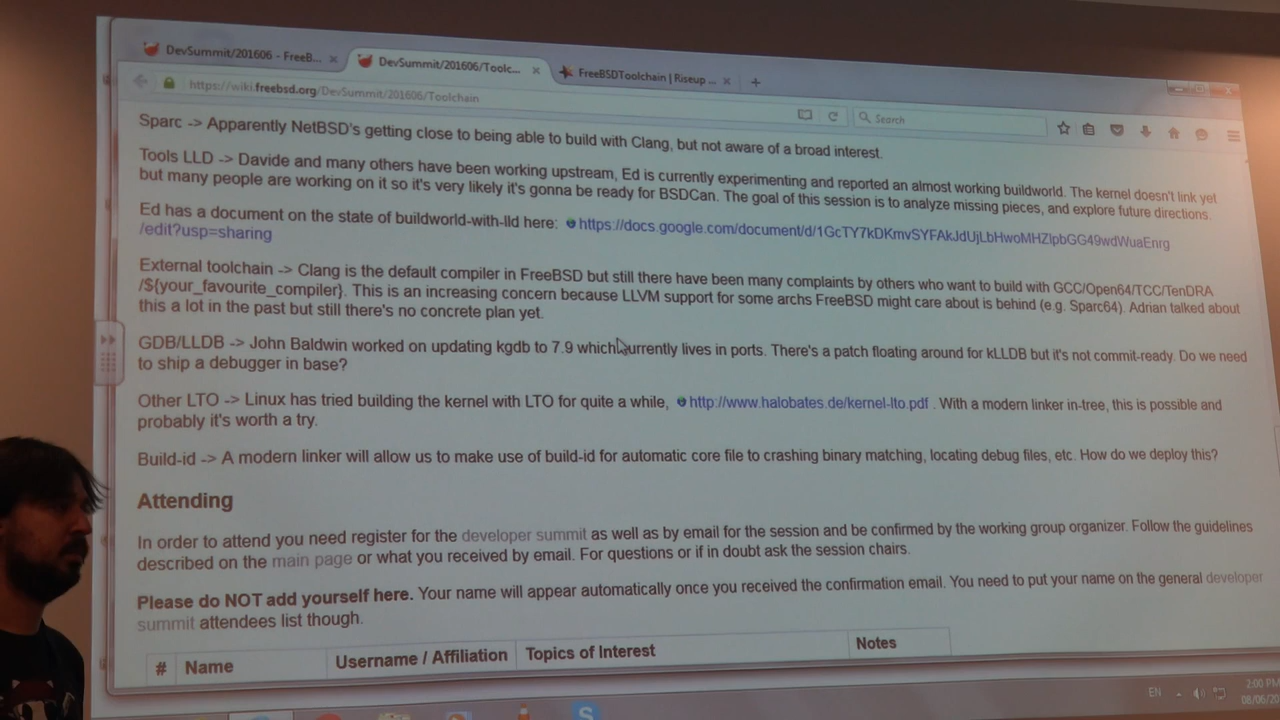 DevSummit/201606 - FreeB...
DevSummit/201606/Toolc...
FreeBSDToolchain | Riseup ...
https://wiki.freebsd.org/DevSummit/201606/Toolchain
Search
Sparc -> Apparently NetBSD's getting close to being able to build with Clang, but not aware of a broad interest.
Tools LLD -> Davide and many others have been working upstream, Ed is currently experimenting and reported an almost working buildworld. The kernel doesn't link yet
but many people are working on it so it's very likely it's gonna be ready for BSDCan. The goal of this session is to analyze missing pieces, and explore future directions.
Ed has a document on the state of buildworld-with-lld here: https://docs.google.com/document/d/1GcTY7kDKmvSYFAkJdUjLbHwoMHZlpbGG49wdWuaEnrg
/edit?usp=sharing
External toolchain -> Clang is the default compiler in FreeBSD but still there have been many complaints by others who want to build with GCC/Open64/TCC/TenDRA
/${your_favourite_compiler}. This is an increasing concern because LLVM support for some archs FreeBSD might care about is behind (e.g. Sparc64). Adrian talked about
this a lot in the past but still there's no concrete plan yet.
GDB/LLDB -> John Baldwin worked on updating kgdb to 7.9 which currently lives in ports. There's a patch floating around for kLLDB but it's not commit-ready. Do we need
to ship a debugger in base?
Other LTO -> Linux has tried building the kernel with LTO for quite a while, http://www.halobates.de/kernel-lto.pdf . With a modern linker in-tree, this is possible and
probably it's worth a try.
Build-id -> A modern linker will allow us to make use of build-id for automatic core file to crashing binary matching, locating debug files, etc. How do we deploy this?
Attending
In order to attend you need register for the developer summit as well as by email for the session and be confirmed by the working group organizer. Follow the guidelines
described on the main page or what you received by email. For questions or if in doubt ask the session chairs.
Please do NOT add yourself here. Your name will appear automatically once you received the confirmation email. You need to put your name on the general developer
summit attendees list though.
# Name Username / Affiliation Topics of Interest Notes
EN
2:00 PM
08/06/20